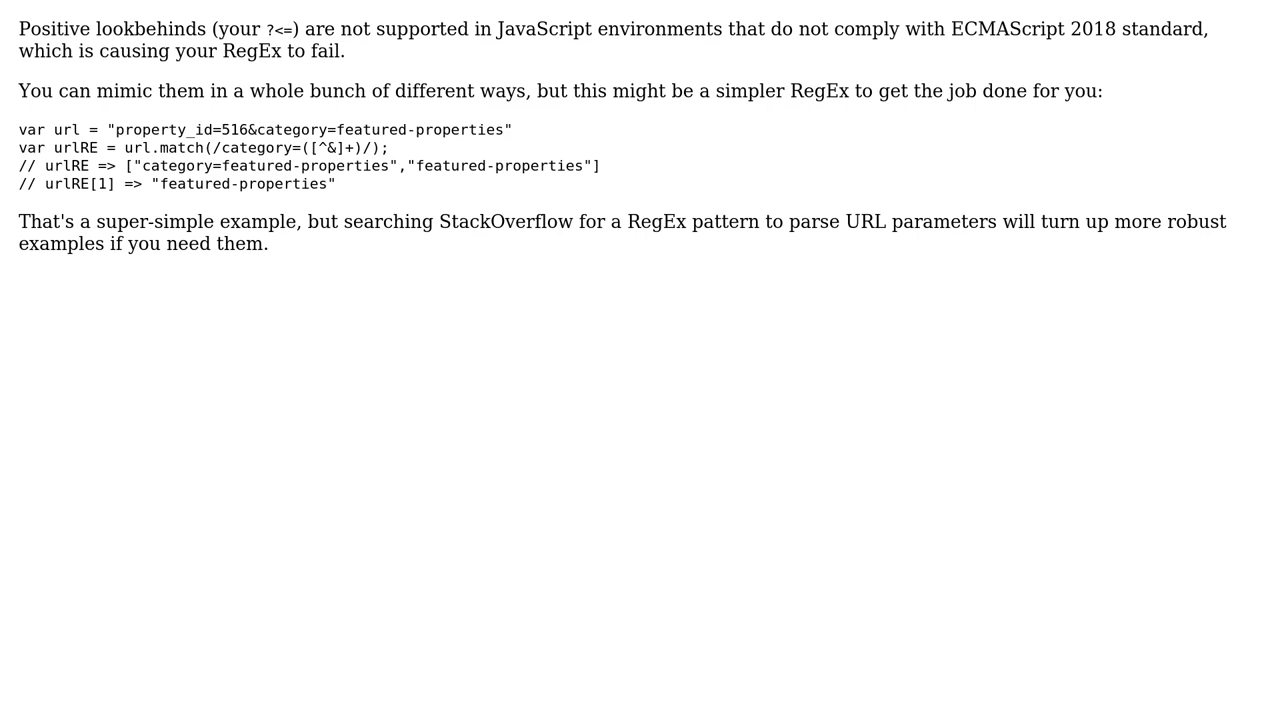 Positive lookbehinds (your ?<=) are not supported in JavaScript environments that do not comply with ECMAScript 2018 standard,
which is causing your RegEx to fail.
You can mimic them in a whole bunch of different ways, but this might be a simpler RegEx to get the job done for you:
var url = "property_id=516&category=featured-properties"
var urlRE = url.match(/category=([^&]+)/);
// urlRE => ["category=featured-properties","featured-properties"]
// urlRE[1] => "featured-properties"
That's a super-simple example, but searching StackOverflow for a RegEx pattern to parse URL parameters will turn up more robust
examples if you need them.